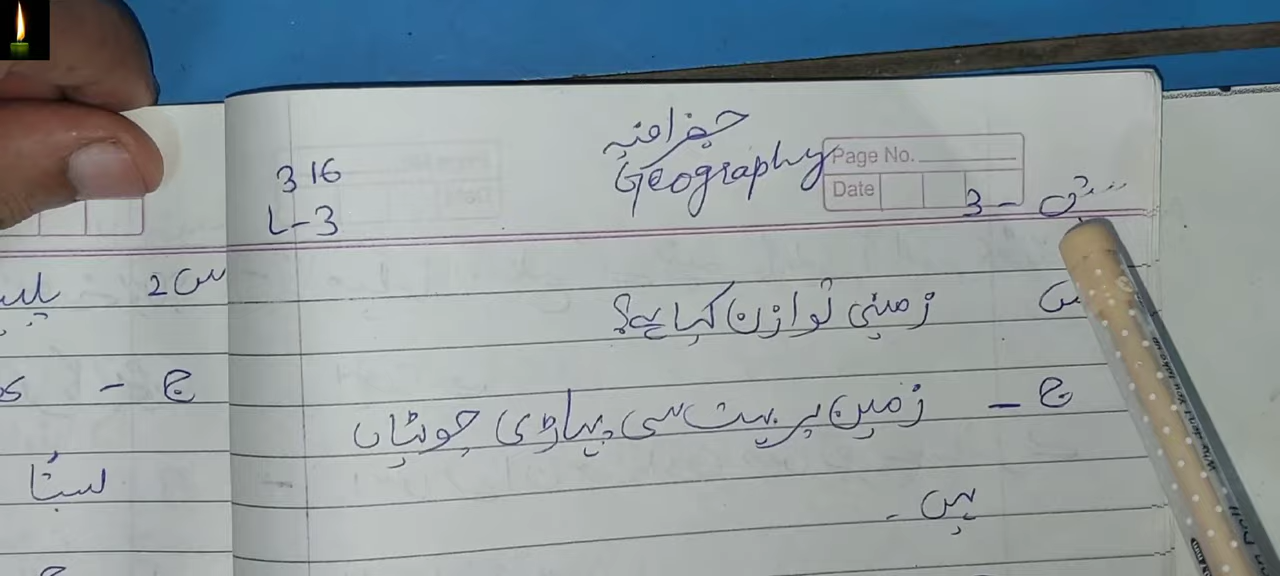 جغرافیہ
316
Geography
Page No.
Date
L-3
سبق - 3
س زمینی توازن کیا ہے؟
ج - زمین پر بہت سی پہاڑی چوٹیاں
ہیں -
س 2
ج -